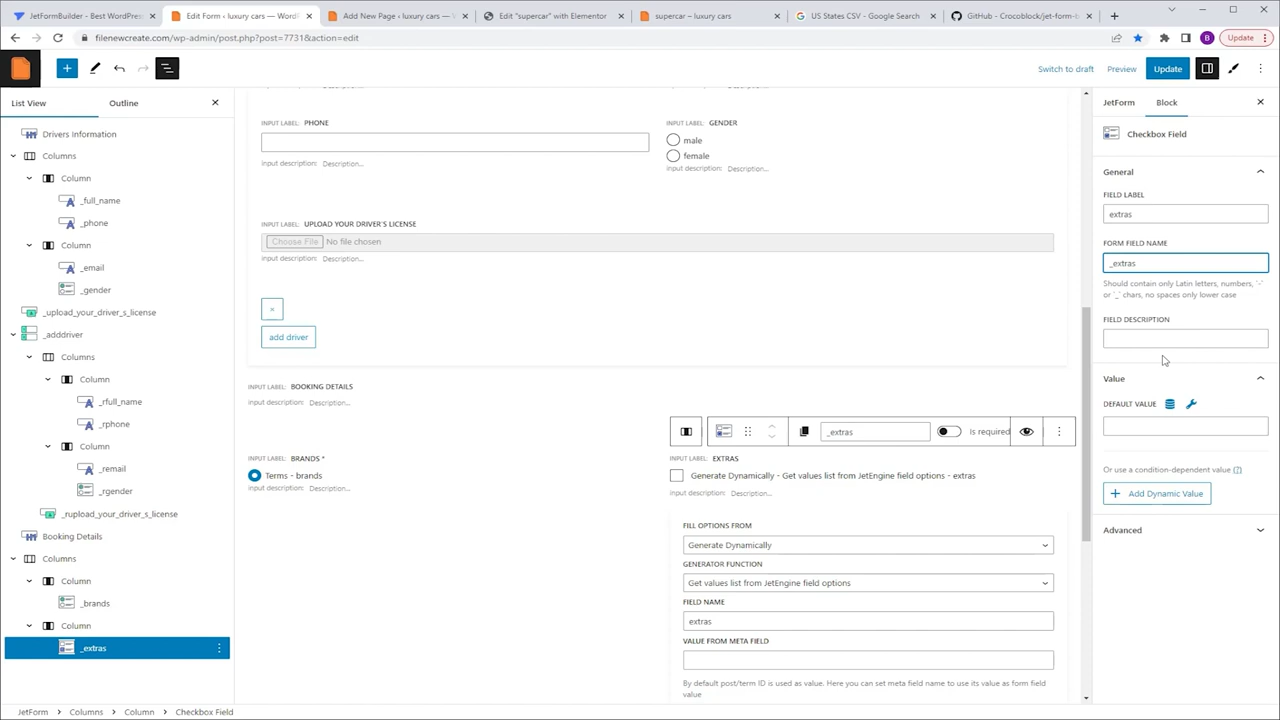 JetFormBuilder - Best WordPress
Edit Form ‹ luxury cars — WordP
Add New Page ‹ luxury cars — W
Edit "supercar" with Elementor
supercar – luxury cars
US States CSV - Google Search
GitHub - Crocoblock/jet-form-b
filenewcreate.com/wp-admin/post.php?post=7731&action=edit
B
Update
Switch to draft
Preview
Update
List View
Outline
JetForm
Block
Drivers Information
Columns
Column
_full_name
_phone
Column
_email
_gender
_upload_your_driver_s_license
_adddriver
Columns
Column
_rfull_name
_rphone
Column
_remail
_rgender
_rupload_your_driver_s_license
Booking Details
Columns
Column
_brands
Column
_extras
INPUT LABEL: PHONE
input description: Description...
INPUT LABEL: GENDER
male
female
input description: Description...
INPUT LABEL: UPLOAD YOUR DRIVER'S LICENSE
Choose File No file chosen
input description: Description...
×
add driver
INPUT LABEL: BOOKING DETAILS
input description: Description...
_extras
is required
INPUT LABEL: BRANDS *
Terms - brands
input description: Description...
INPUT LABEL: EXTRAS
Generate Dynamically - Get values list from JetEngine field options - extras
input description: Description...
FILL OPTIONS FROM
Generate Dynamically
GENERATOR FUNCTION
Get values list from JetEngine field options
FIELD NAME
extras
VALUE FROM META FIELD
By default post/term ID is used as value. Here you can set meta field name to use its value as form field
value
Checkbox Field
General
FIELD LABEL
extras
FORM FIELD NAME
_extras
Should contain only Latin letters, numbers, `-`
or `_` chars, no spaces only lower case
FIELD DESCRIPTION
Value
DEFAULT VALUE
Or use a condition-dependent value (?)
Add Dynamic Value
Advanced
JetForm > Columns > Column > Checkbox Field